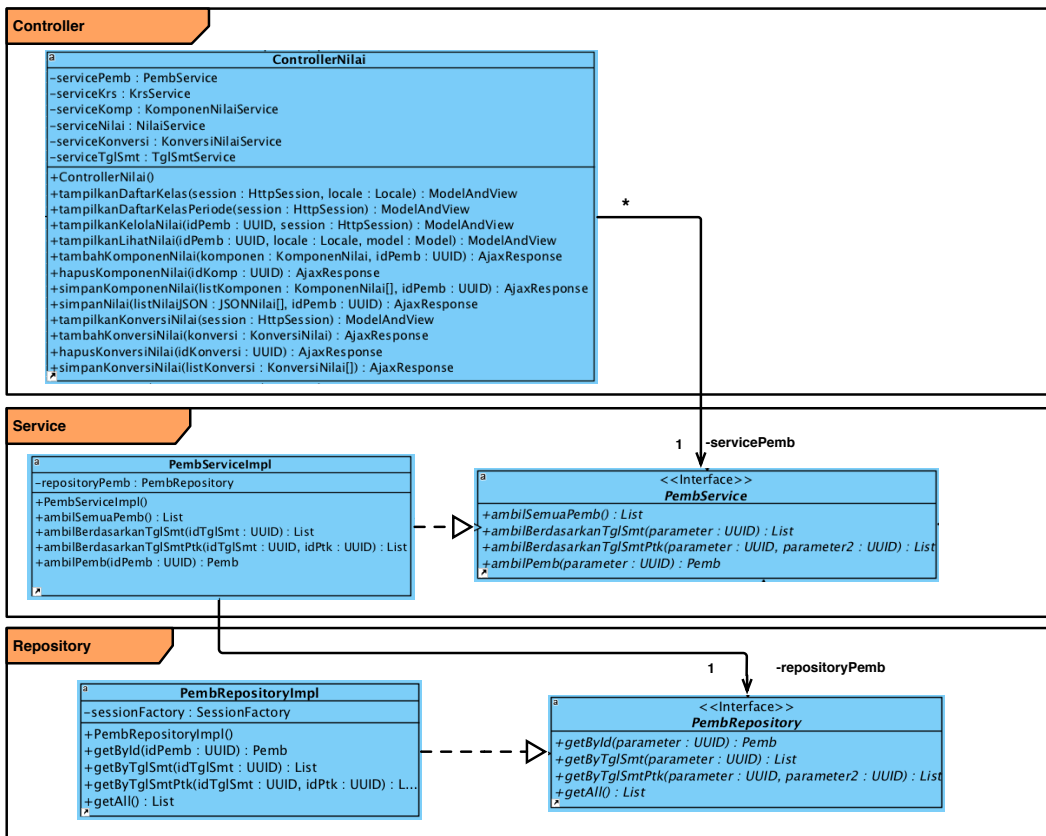 Controller
a
ControllerNilai
-servicePemb : PembService
-serviceKrs : KrsService
-serviceKomp : KomponenNilaiService
-serviceNilai : NilaiService
-serviceKonversi : KonversiNilaiService
-serviceTglSmt : TglSmtService
+ControllerNilai()
+tampilkanDaftarKelas(session : HttpSession, locale : Locale) : ModelAndView
+tampilkanDaftarKelasPeriode(session : HttpSession) : ModelAndView
+tampilkanKelolaNilai(idPemb : UUID, session : HttpSession) : ModelAndView
+tampilkanLihatNilai(idPemb : UUID, locale : Locale, model : Model) : ModelAndView
+tambahKomponenNilai(komponen : KomponenNilai, idPemb : UUID) : AjaxResponse
+hapusKomponenNilai(idKomp : UUID) : AjaxResponse
+simpanKomponenNilai(listKomponen : KomponenNilai[], idPemb : UUID) : AjaxResponse
+simpanNilai(listNilaiJSON : JSONNilai[], idPemb : UUID) : AjaxResponse
+tampilkanKonversiNilai(session : HttpSession) : ModelAndView
+tambahKonversiNilai(konversi : KonversiNilai) : AjaxResponse
+hapusKonversiNilai(idKonversi : UUID) : AjaxResponse
+simpanKonversiNilai(listKonversi : KonversiNilai[]) : AjaxResponse
*
Service
1 -servicePemb
a
PembServiceImpl
-repositoryPemb : PembRepository
+PembServiceImpl()
+ambilSemuaPemb() : List
+ambilBerdasarkanTglSmt(idTglSmt : UUID) : List
+ambilBerdasarkanTglSmtPtk(idTglSmt : UUID, idPtk : UUID) : List
+ambilPemb(idPemb : UUID) : Pemb
a
<<Interface>>
PembService
+ambilSemuaPemb() : List
+ambilBerdasarkanTglSmt(parameter : UUID) : List
+ambilBerdasarkanTglSmtPtk(parameter : UUID, parameter2 : UUID) : List
+ambilPemb(parameter : UUID) : Pemb
Repository
1 -repositoryPemb
a
PembRepositoryImpl
-sessionFactory : SessionFactory
+PembRepositoryImpl()
+getById(idPemb : UUID) : Pemb
+getByTglSmt(idTglSmt : UUID) : List
+getByTglSmtPtk(idTglSmt : UUID, idPtk : UUID) : L...
+getAll() : List
a
<<Interface>>
PembRepository
+getById(parameter : UUID) : Pemb
+getByTglSmt(parameter : UUID) : List
+getByTglSmtPtk(parameter : UUID, parameter2 : UUID) : List
+getAll() : List